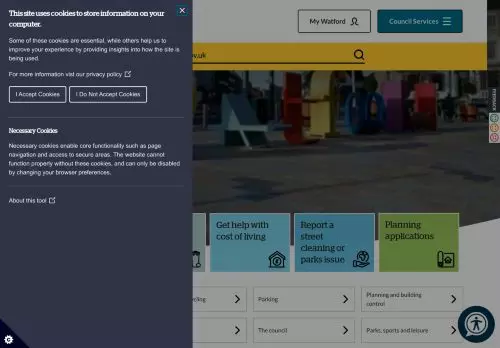 This site uses cookies to store information on your
computer.
Some of these cookies are essential, while others help us to
improve your experience by providing insights into how the site is
being used.
For more information visit our privacy policy
I Accept Cookies
I Do Not Accept Cookies
Necessary Cookies
Necessary cookies enable core functionality such as page
navigation and access to secure areas. The website cannot
function properly without these cookies, and can only be disabled
by changing your browser preferences.
About this tool
My Watford
Council Services
.uk
FEEDBACK
Get help with
cost of living
Report a
street
cleaning or
parks issue
Planning
applications
Parking
Planning and building
control
The council
Parks, sports and leisure